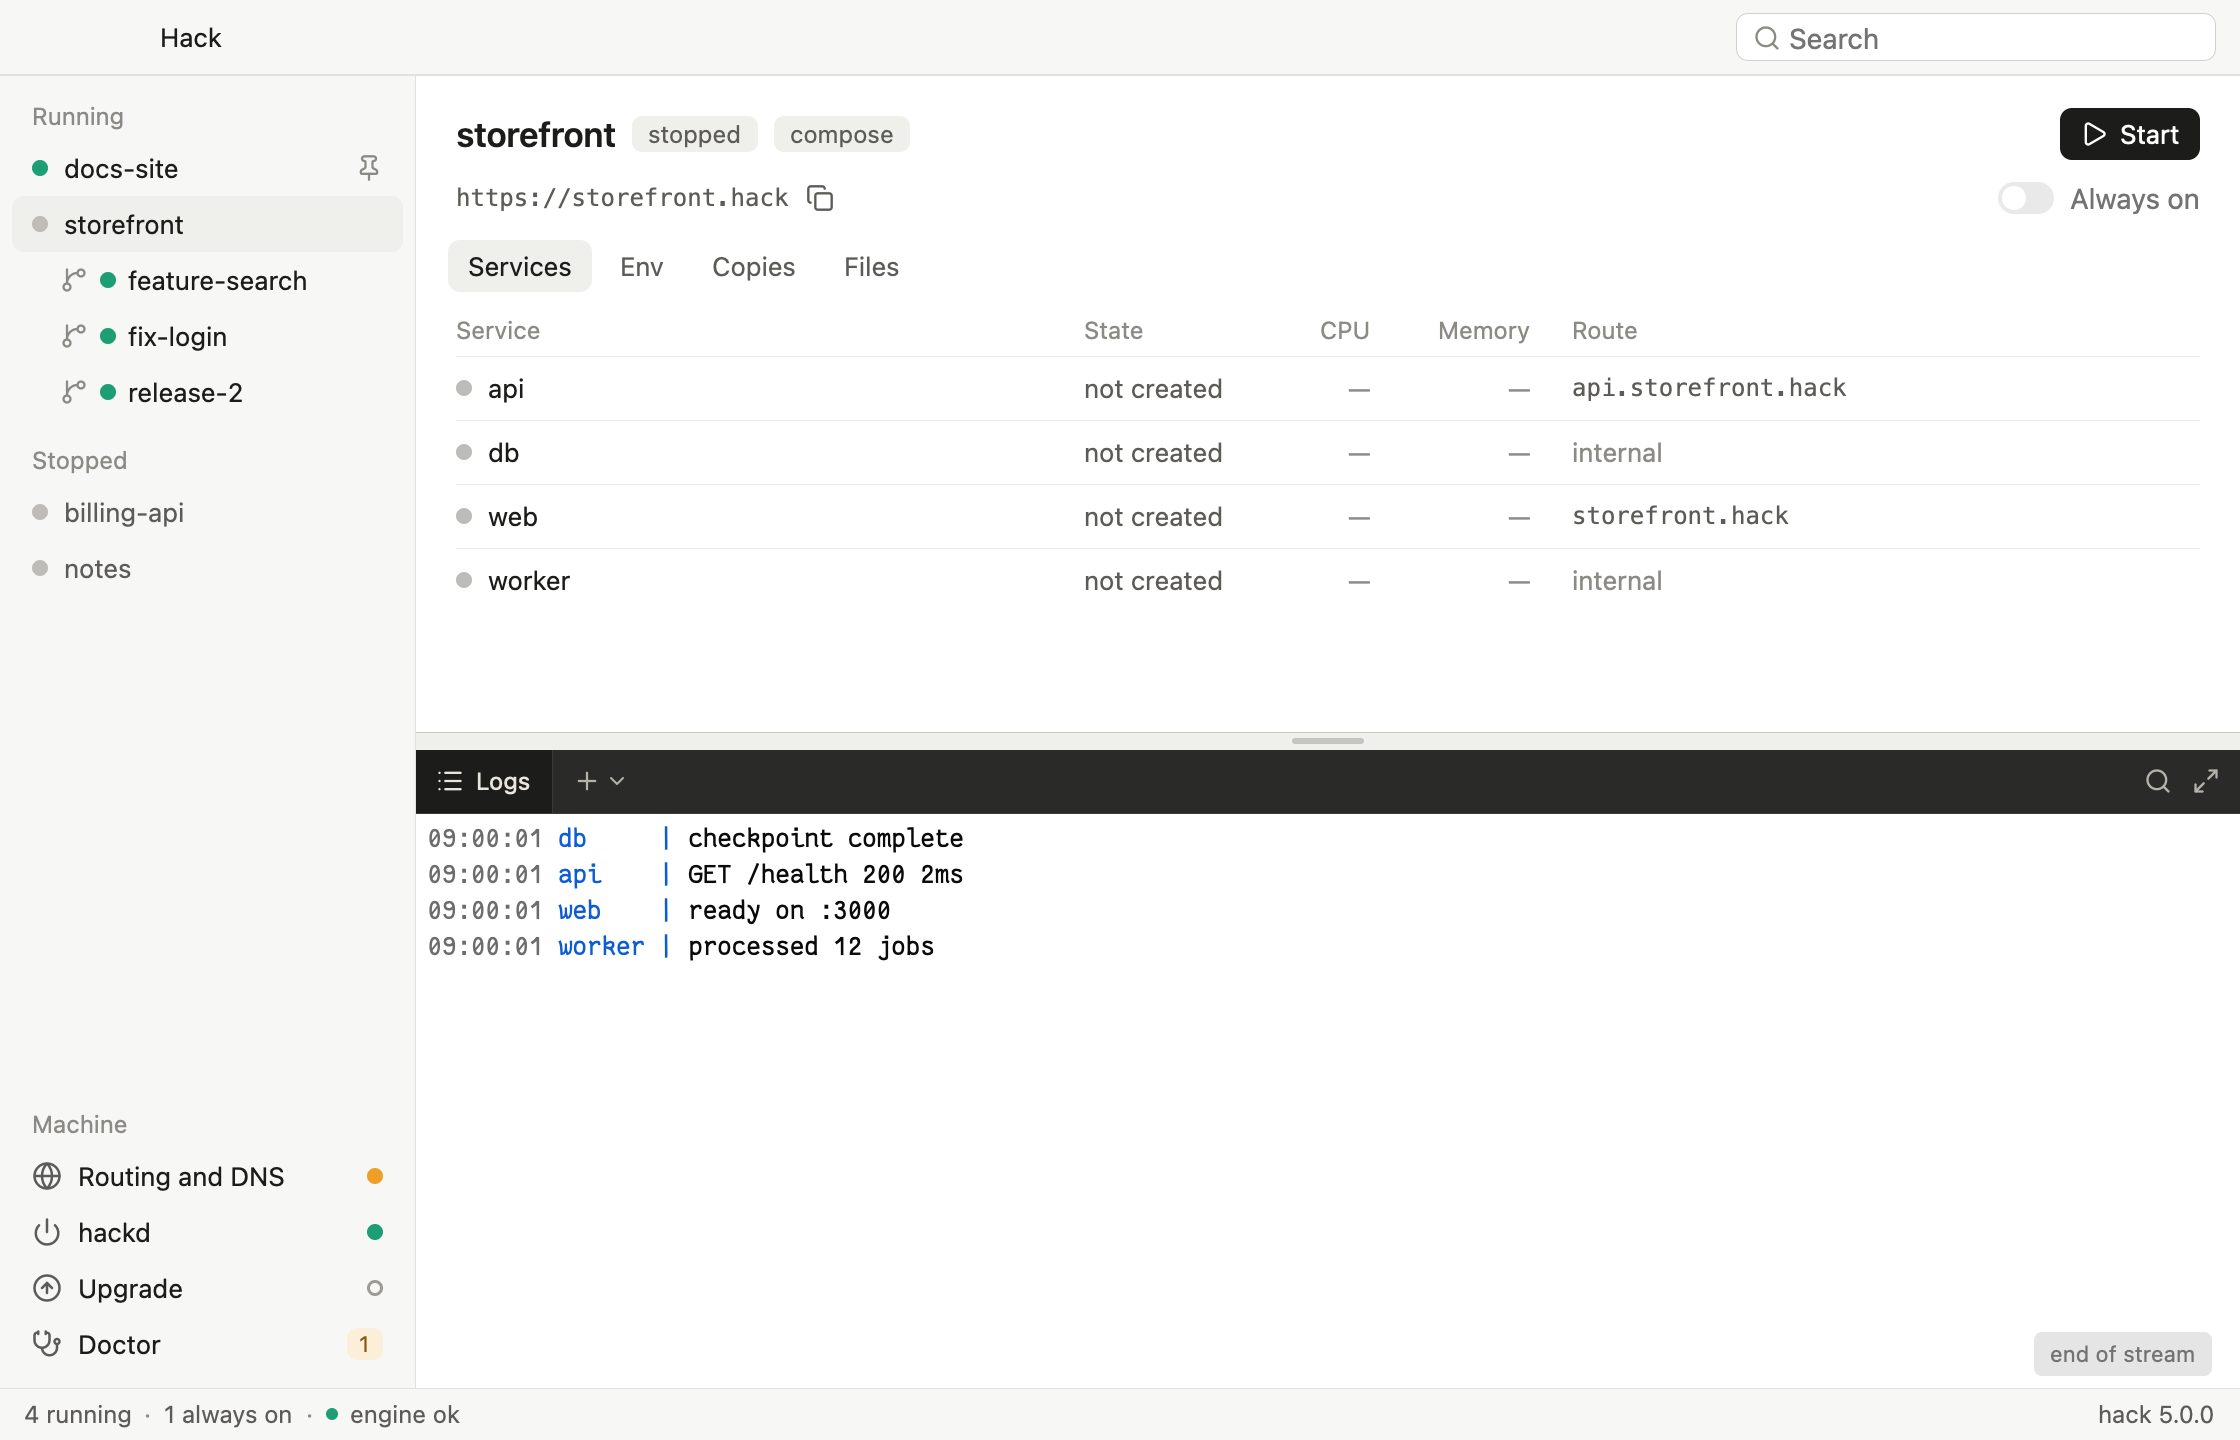 Hack
Search
Running
docs-site
storefront
feature-search
fix-login
release-2
Stopped
billing-api
notes
Machine
Routing and DNS
hackd
Upgrade
Doctor 1
storefront stopped compose
Start
https://storefront.hack
Always on
Services Env Copies Files
Service State CPU Memory Route
api not created — — api.storefront.hack
db not created — — internal
web not created — — storefront.hack
worker not created — — internal
Logs
09:00:01 db | checkpoint complete
09:00:01 api | GET /health 200 2ms
09:00:01 web | ready on :3000
09:00:01 worker | processed 12 jobs
end of stream
4 running · 1 always on · engine ok
hack 5.0.0